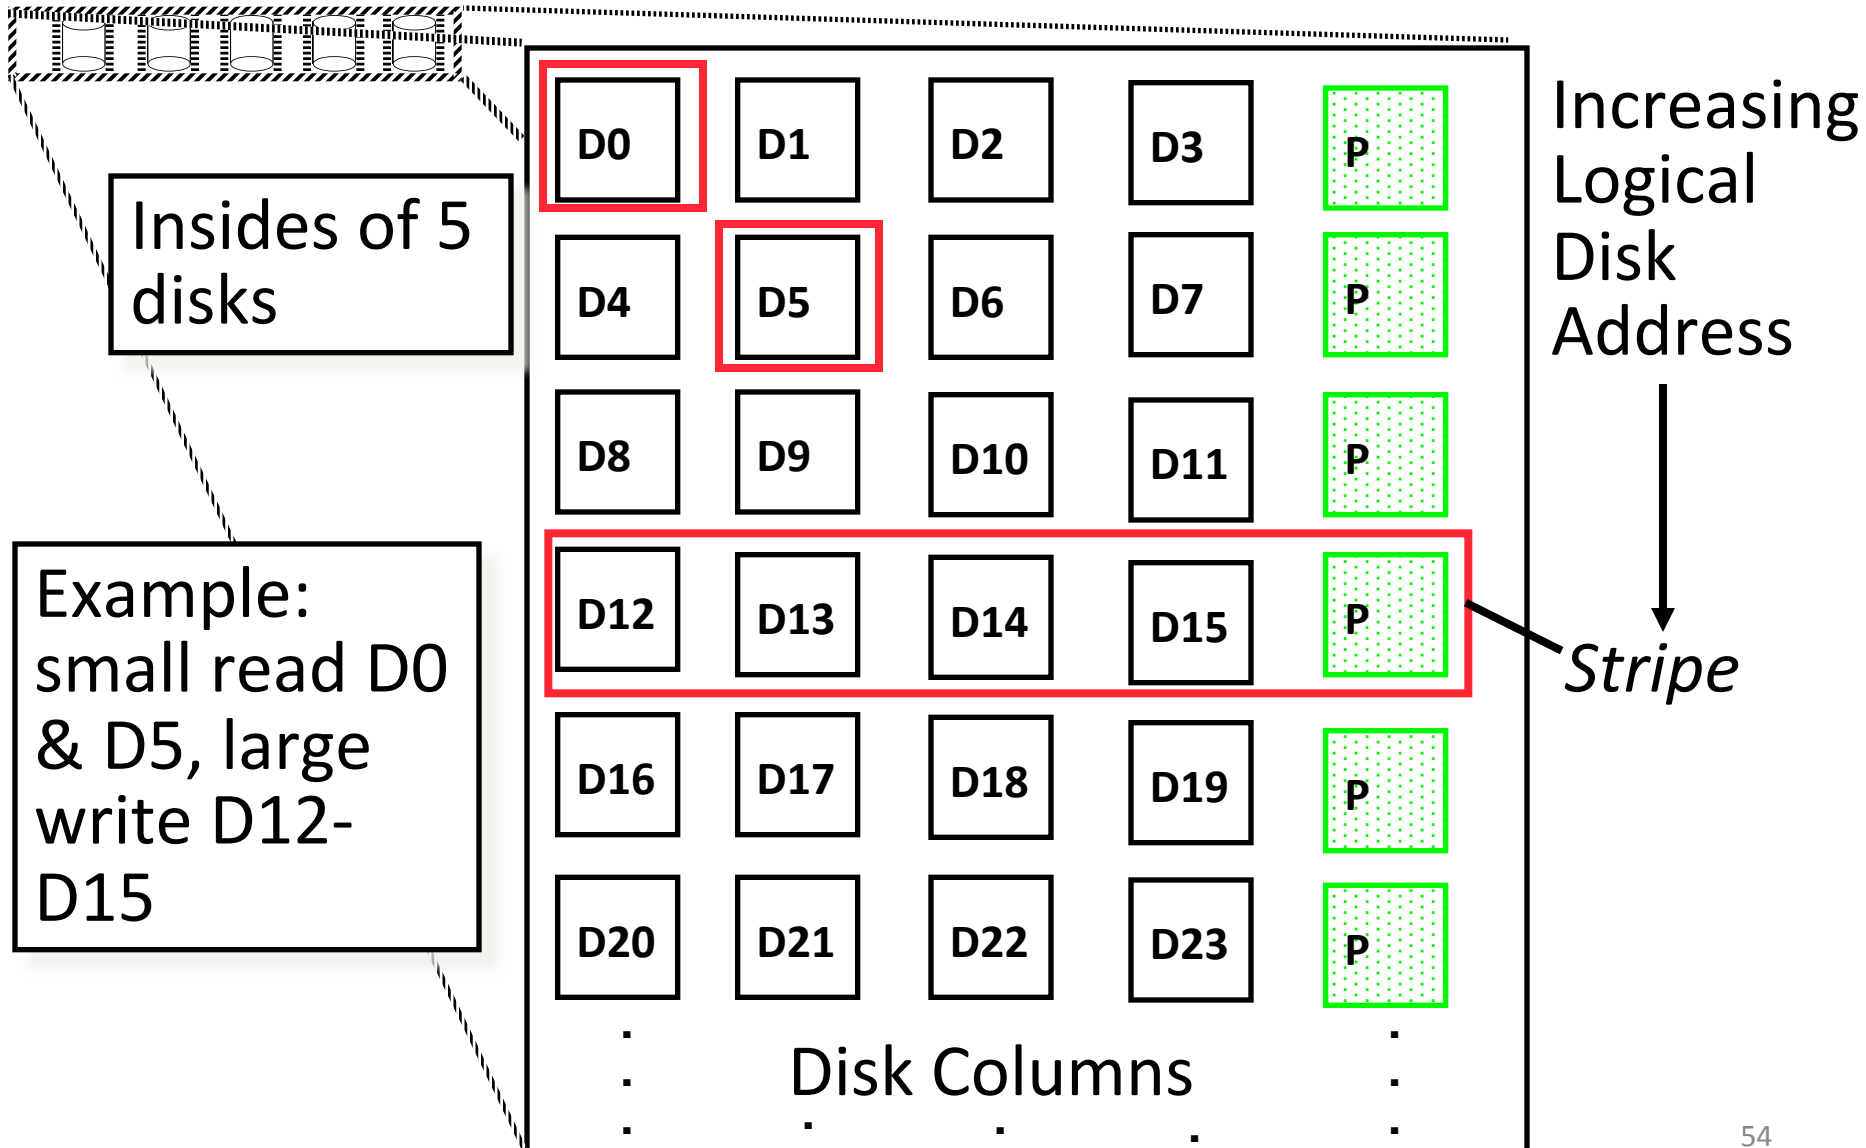 Insides of 5
disks
Example:
small read D0
& D5, large
write D12-
D15
D0 D1 D2 D3 P
D4 D5 D6 D7 P
D8 D9 D10 D11 P
D12 D13 D14 D15 P
D16 D17 D18 D19 P
D20 D21 D22 D23 P
Disk Columns
Increasing
Logical
Disk
Address
Stripe
54